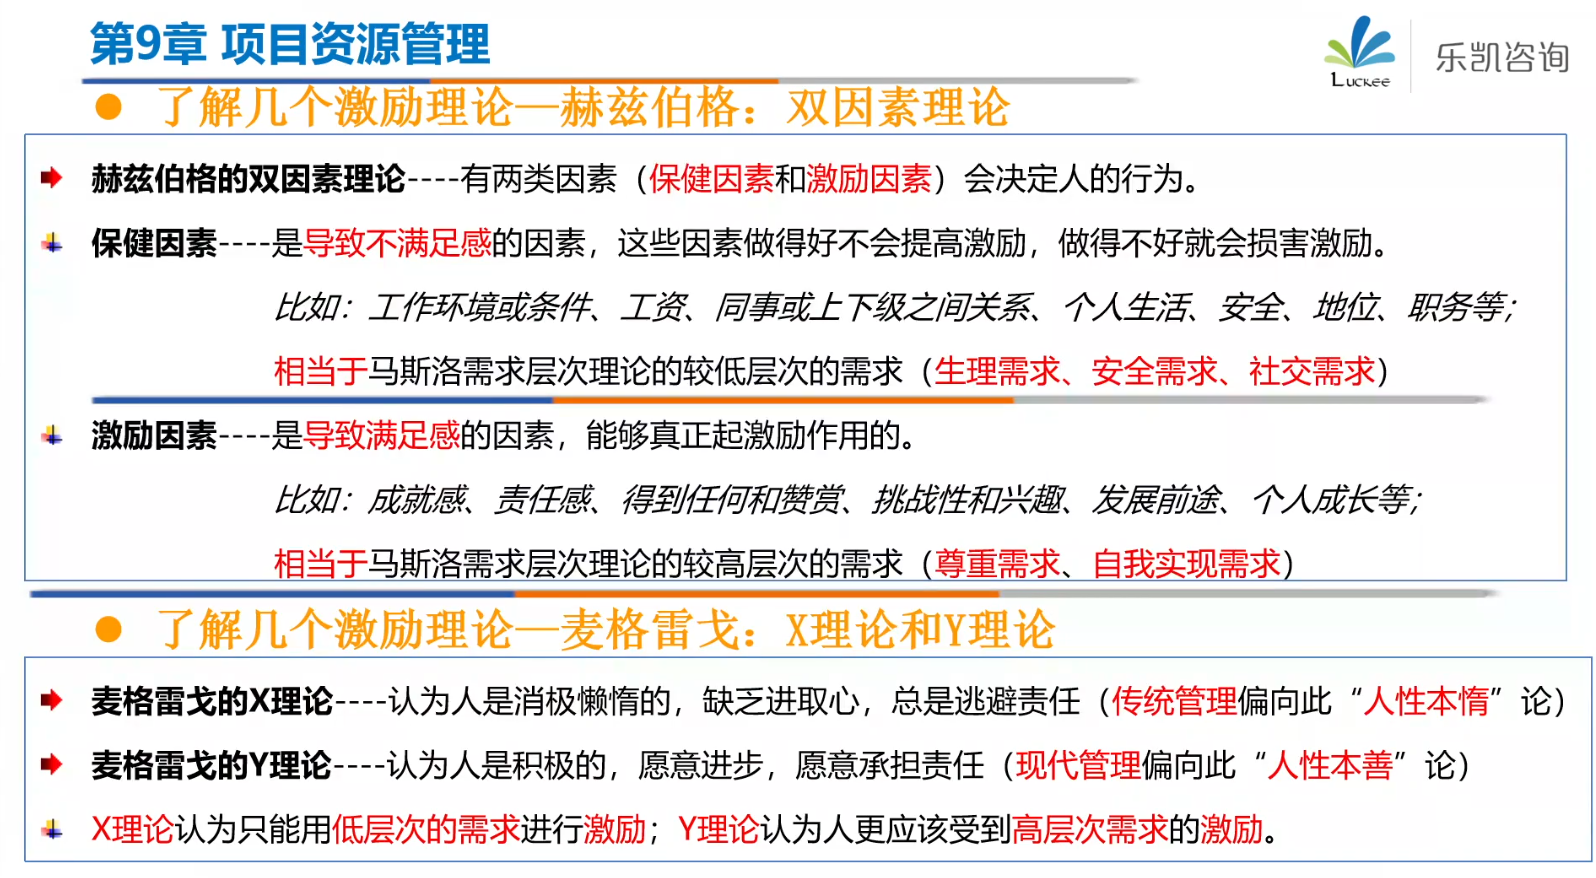 第9章 项目资源管理
Luckee
乐凯咨询
了解几个激励理论—赫兹伯格：双因素理论
赫兹伯格的双因素理论----有两类因素（保健因素和激励因素）会决定人的行为。
保健因素----是导致不满足感的因素，这些因素做得好不会提高激励，做得不好就会损害激励。
比如：工作环境或条件、工资、同事或上下级之间关系、个人生活、安全、地位、职务等；
相当于马斯洛需求层次理论的较低层次的需求（生理需求、安全需求、社交需求）
激励因素----是导致满足感的因素，能够真正起激励作用的。
比如：成就感、责任感、得到任何和赞赏、挑战性和兴趣、发展前途、个人成长等；
相当于马斯洛需求层次理论的较高层次的需求（尊重需求、自我实现需求）
了解几个激励理论—麦格雷戈：X理论和Y理论
麦格雷戈的X理论----认为人是消极懒惰的，缺乏进取心，总是逃避责任（传统管理偏向此“人性本惰”论）
麦格雷戈的Y理论----认为人是积极的，愿意进步，愿意承担责任（现代管理偏向此“人性本善”论）
X理论认为只能用低层次的需求进行激励；Y理论认为人更应该受到高层次需求的激励。